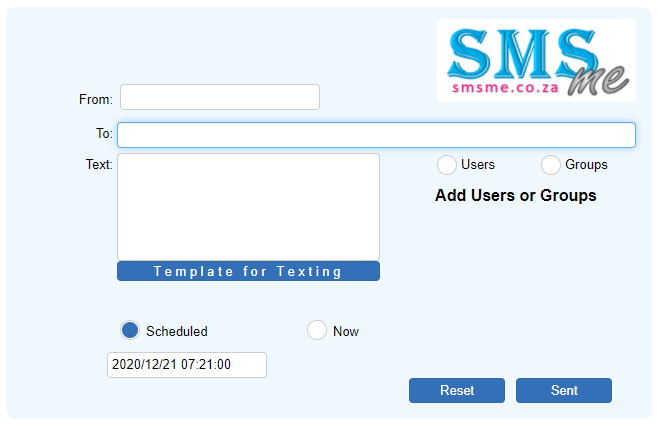 SMS
me
smsme.co.za
From:
To:
Text:
Users
Groups
Add Users or Groups
Template for Texting
Scheduled
Now
2020/12/21 07:21:00
Reset
Sent